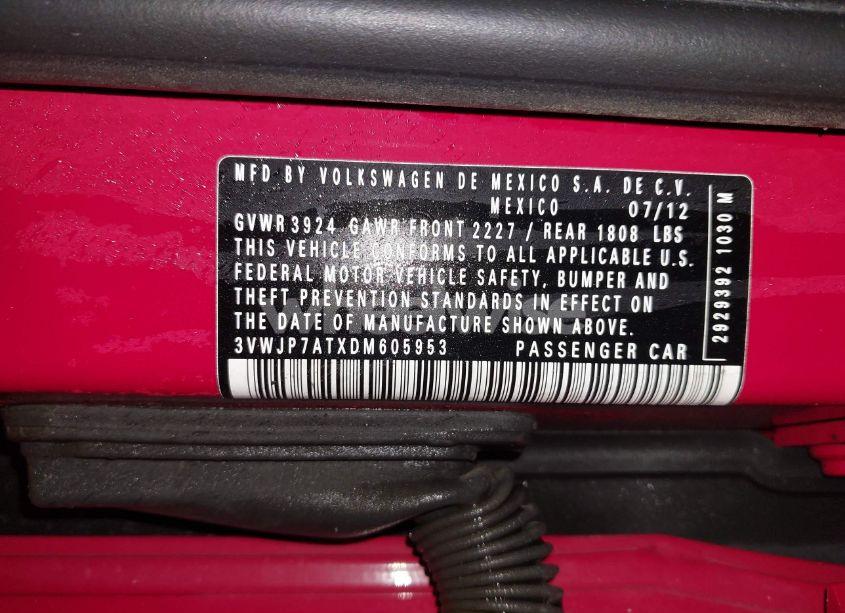 MFD BY VOLKSWAGEN DE MEXICO S.A. DE C.V.
MEXICO 07/12
GVWR 3924 GAWR FRONT 2227 / REAR 1808 LBS
THIS VEHICLE CONFORMS TO ALL APPLICABLE U.S.
FEDERAL MOTOR VEHICLE SAFETY, BUMPER AND
THEFT PREVENTION STANDARDS IN EFFECT ON
THE DATE OF MANUFACTURE SHOWN ABOVE.
3VWJP7ATXDM605953 PASSENGER CAR
2929392 1030 M